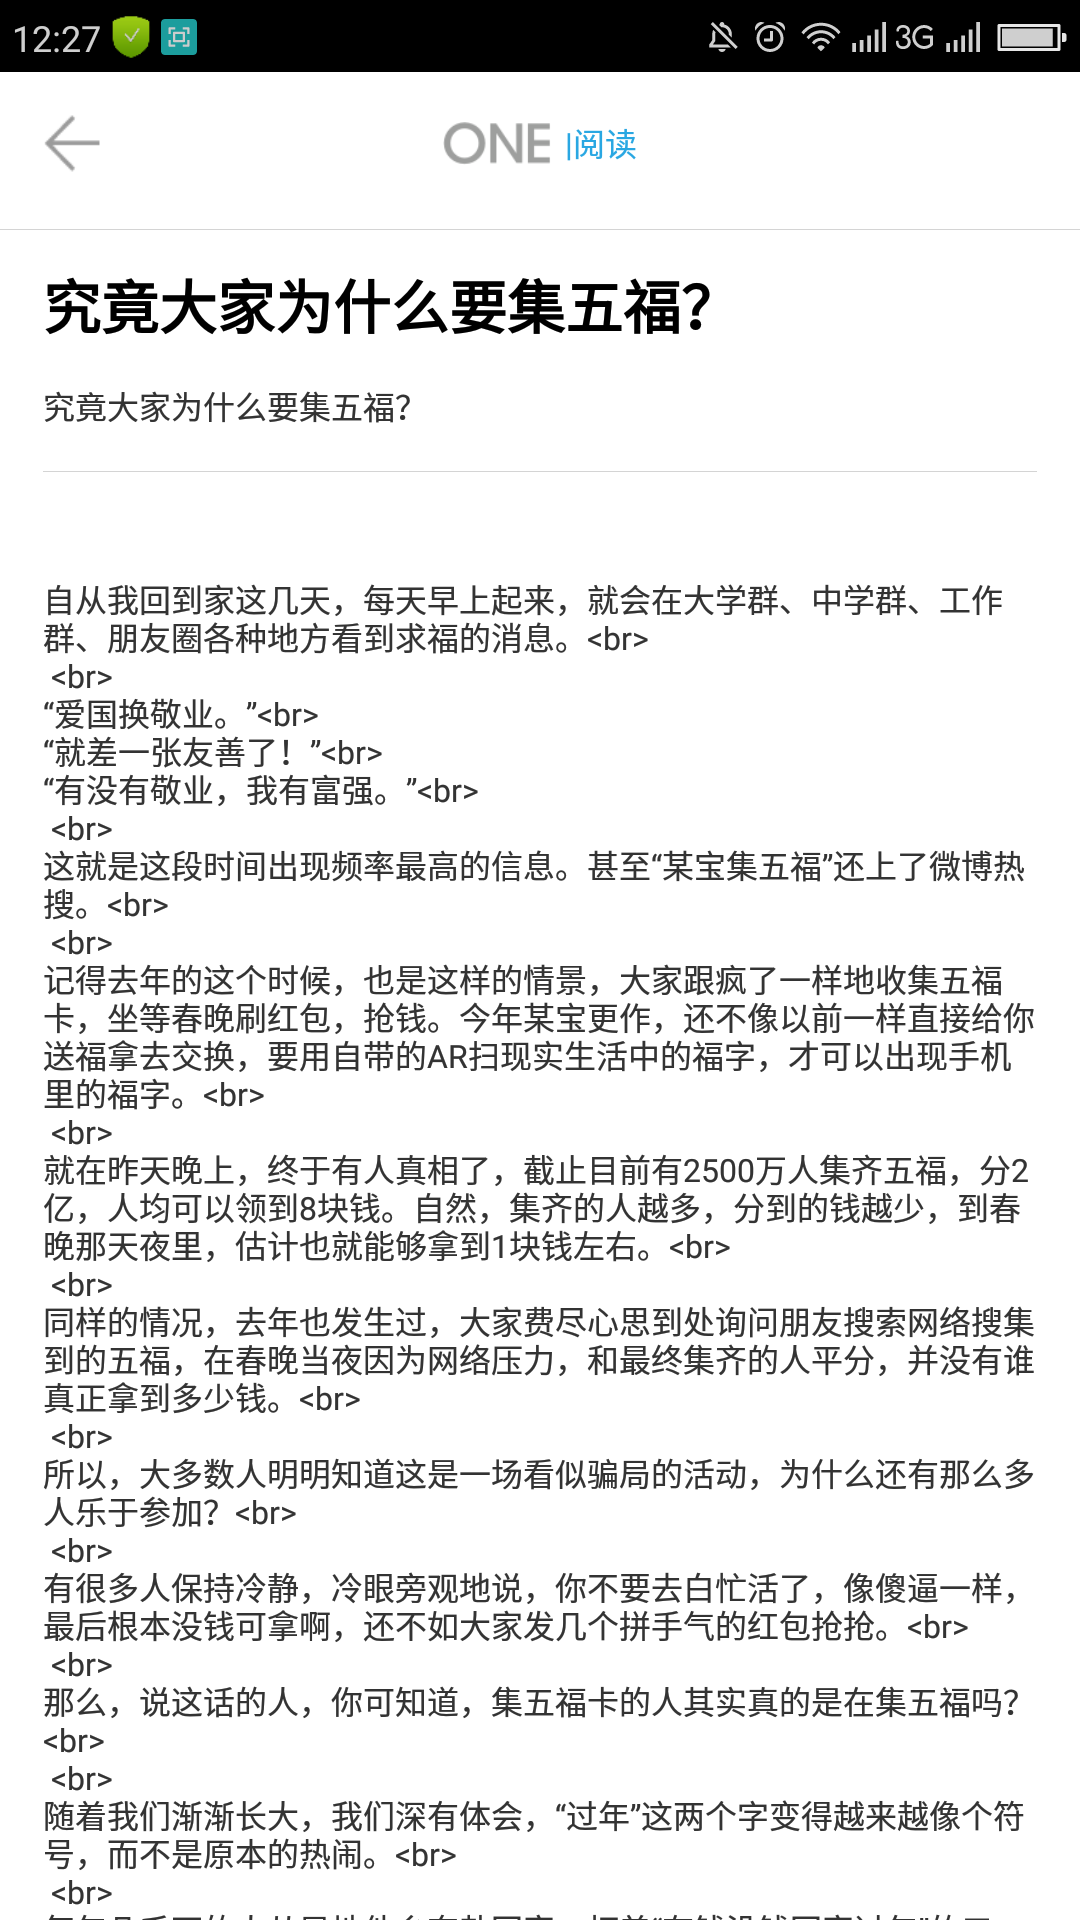 12:27
3G
ONE |阅读
究竟大家为什么要集五福?
究竟大家为什么要集五福?
自从我回到家这几天，每天早上起来，就会在大学群、中学群、工作
群、朋友圈各种地方看到求福的消息。<br>
<br>
“爱国换敬业。”<br>
“就差一张友善了！”<br>
“有没有敬业，我有富强。”<br>
<br>
这就是这段时间出现频率最高的信息。甚至“某宝集五福”还上了微博热
搜。<br>
<br>
记得去年的这个时候，也是这样的情景，大家跟疯了一样地收集五福
卡，坐等春晚刷红包，抢钱。今年某宝更作，还不像以前一样直接给你
送福拿去交换，要用自带的AR扫现实生活中的福字，才可以出现手机
里的福字。<br>
<br>
就在昨天晚上，终于有人真相了，截止目前有2500万人集齐五福，分2
亿，人均可以领到8块钱。自然，集齐的人越多，分到的钱越少，到春
晚那天夜里，估计也就能够拿到1块钱左右。<br>
<br>
同样的情况，去年也发生过，大家费尽心思到处询问朋友搜索网络搜集
到的五福，在春晚当夜因为网络压力，和最终集齐的人平分，并没有谁
真正拿到多少钱。<br>
<br>
所以，大多数人明明知道这是一场看似骗局的活动，为什么还有那么多
人乐于参加？<br>
<br>
有很多人保持冷静，冷眼旁观地说，你不要去白忙活了，像傻逼一样，
最后根本没钱可拿啊，还不如大家发几个拼手气的红包抢抢。<br>
<br>
那么，说这话的人，你可知道，集五福卡的人其实真的是在集五福吗？
<br>
<br>
随着我们渐渐长大，我们深有体会，“过年”这两个字变得越来越像个符
号，而不是原本的热闹。<br>
<br>